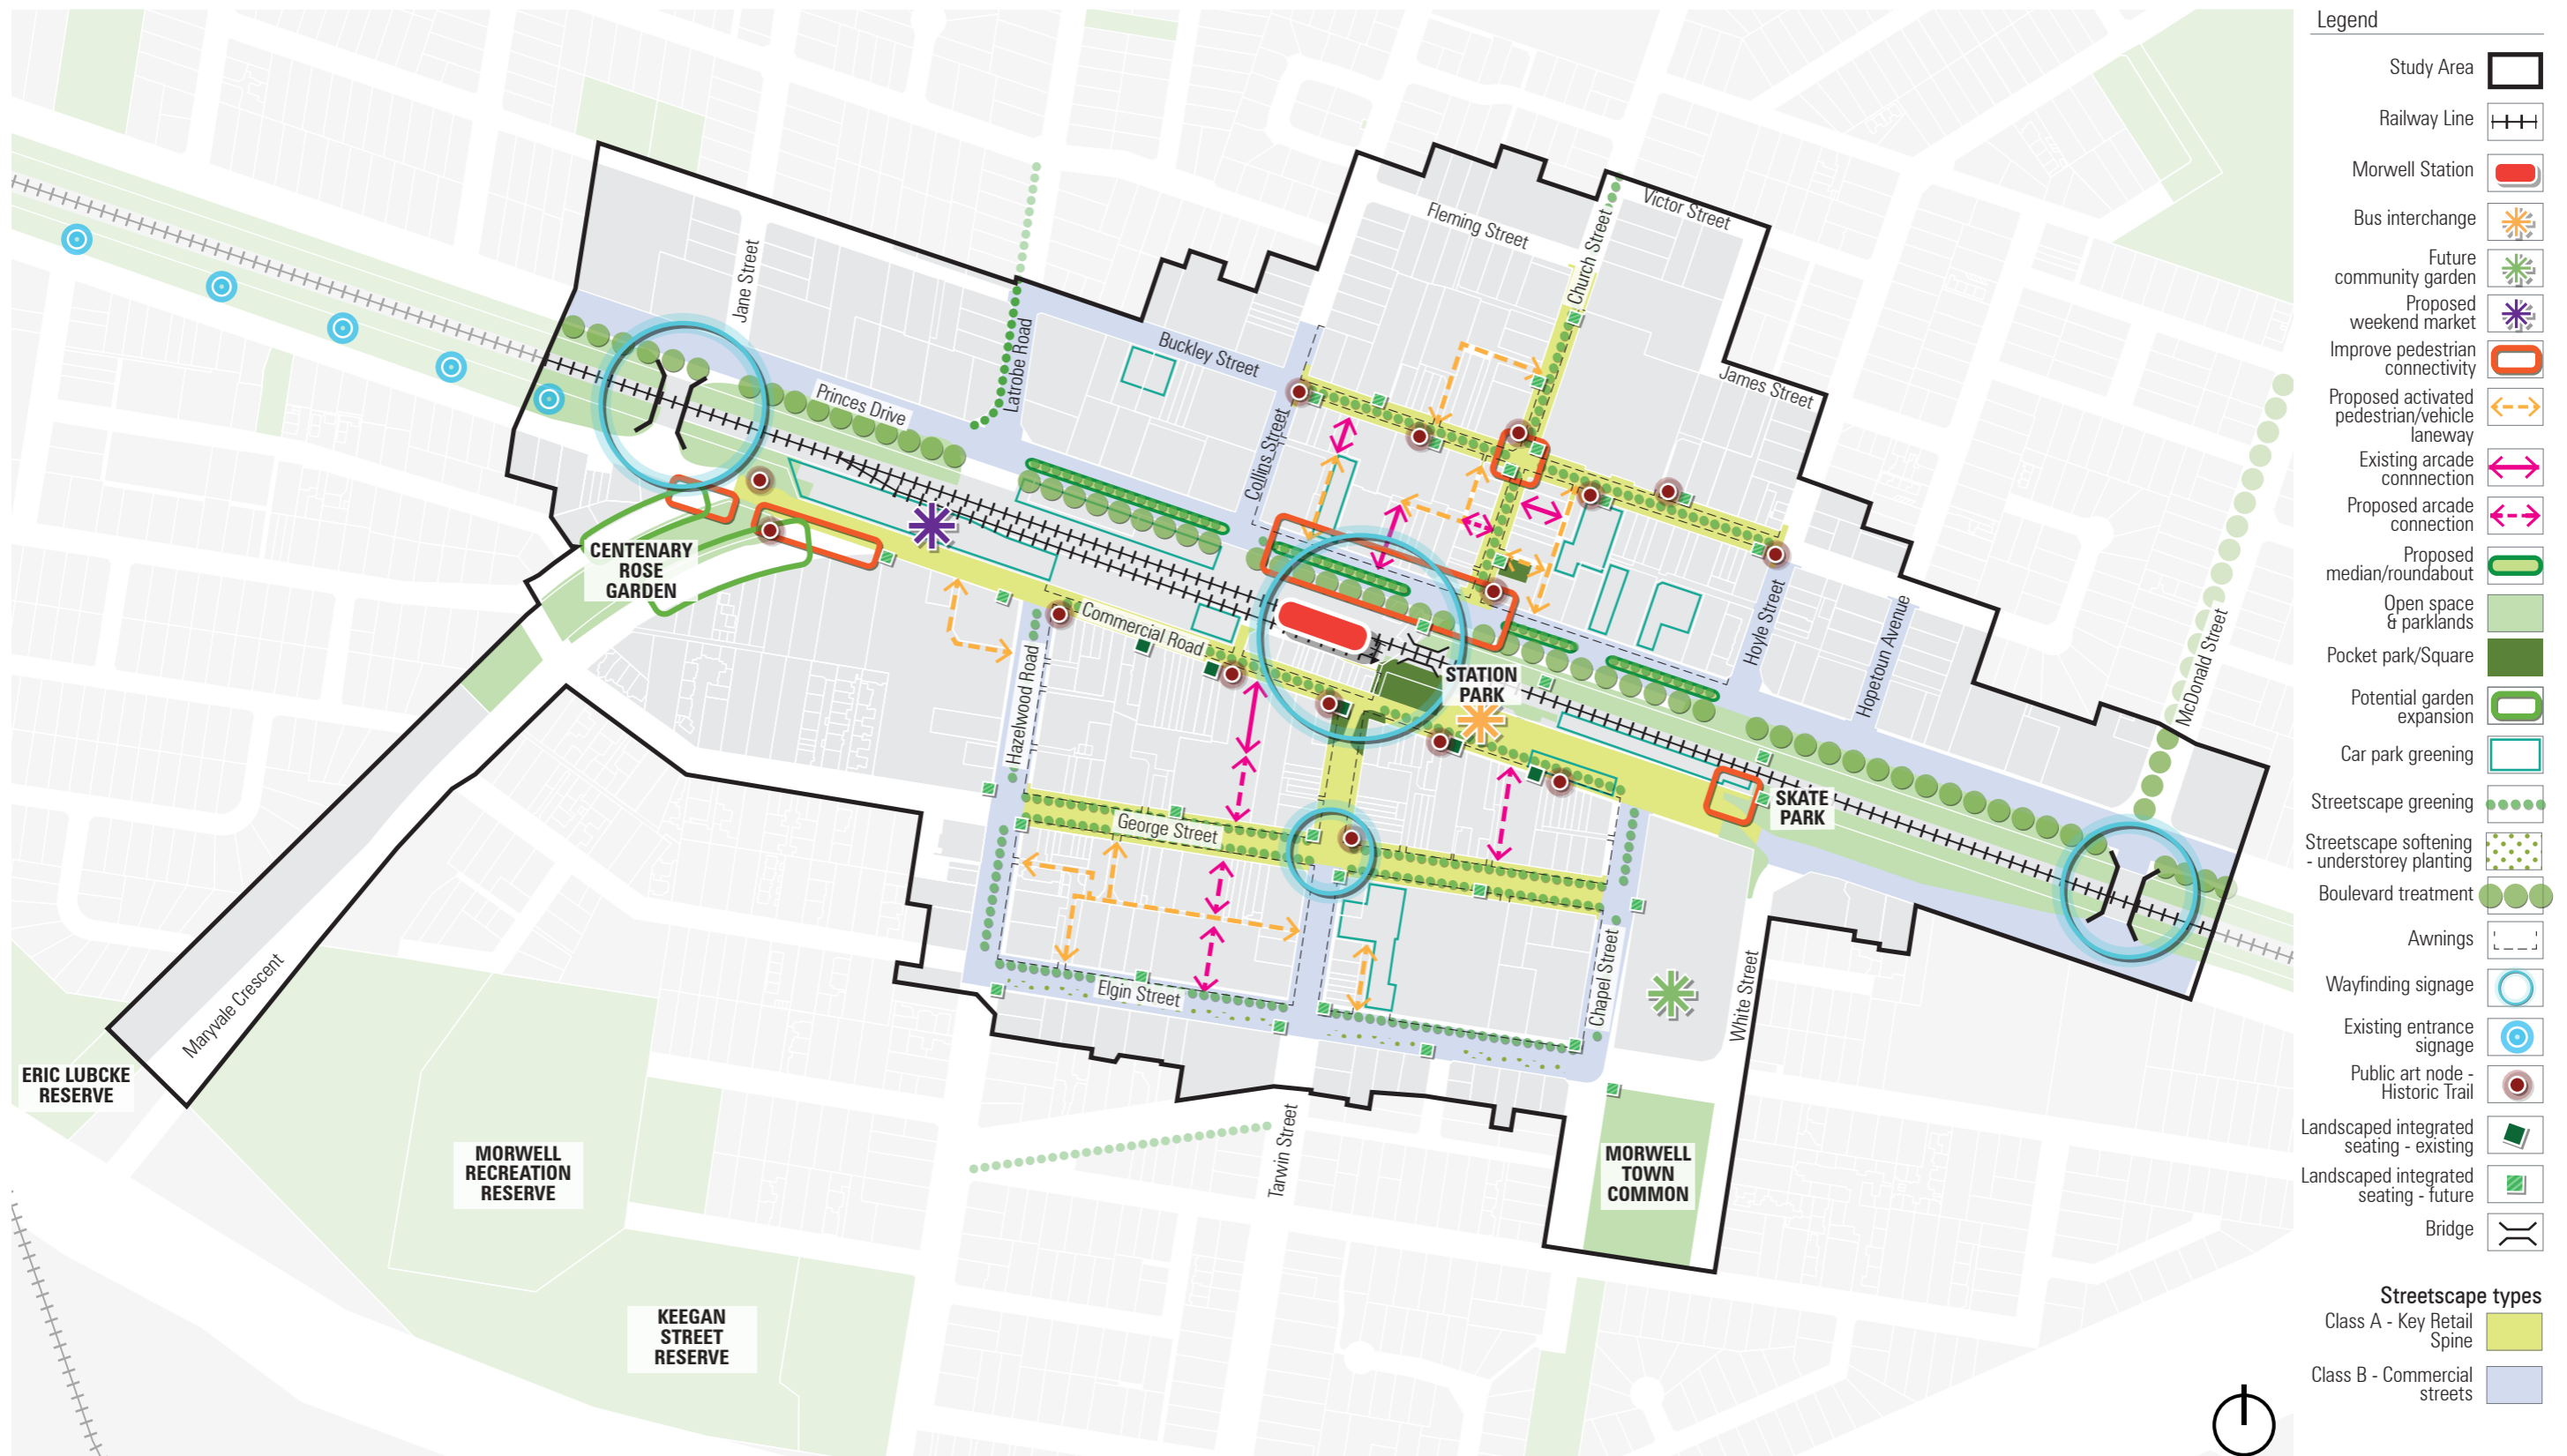 Legend
Study Area
Railway Line
Morwell Station
Bus interchange
Future
community garden
Proposed
weekend market
Improve pedestrian
connectivity
Proposed activated
pedestrian/vehicle
laneway
Existing arcade
connnection
Proposed arcade
connection
Proposed
median/roundabout
Open space
& parklands
Pocket park/Square
Potential garden
expansion
Car park greening
Streetscape greening
Streetscape softening
- understorey planting
Boulevard treatment
Awnings
Wayfinding signage
Existing entrance
signage
Public art node -
Historic Trail
Landscaped integrated
seating - existing
Landscaped integrated
seating - future
Bridge
Streetscape types
Class A - Key Retail
Spine
Class B - Commercial
streets
Victor Street
Fleming Street
Church Street
Jane Street
Latrobe Road
Buckley Street
James Street
Princes Drive
Collins Street
CENTENARY
ROSE
GARDEN
Commercial Road
Hoyle Street
Hopetoun Avenue
McDonald Street
Hazelwood Road
STATION
PARK
SKATE
PARK
George Street
Elgin Street
Chapel Street
White Street
Maryvale Crescent
ERIC LUBCKE
RESERVE
MORWELL
RECREATION
RESERVE
Tarwin Street
MORWELL
TOWN
COMMON
KEEGAN
STREET
RESERVE